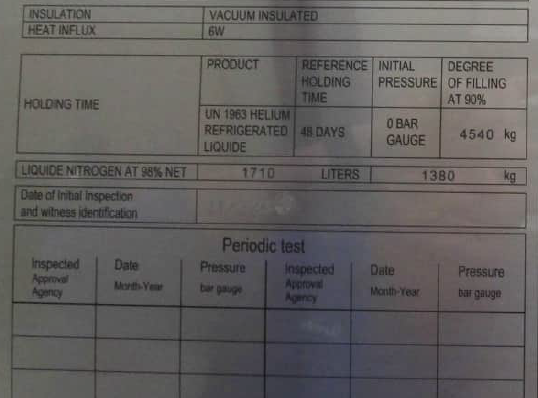 INSULATION VACUUM INSULATED
HEAT INFLUX 6W
HOLDING TIME
PRODUCT
UN 1963 HELIUM
REFRIGERATED
LIQUIDE
REFERENCE
HOLDING
TIME
48 DAYS
INITIAL
PRESSURE
0 BAR
GAUGE
DEGREE
OF FILLING
AT 90%
4540 kg
LIQUIDE NITROGEN AT 98% NET 1710 LITERS 1380 kg
Date of Initial Inspection
and witness identification
Periodic test
Inspected
Approval
Agency
Date
Month-Year
Pressure
bar gauge
Inspected
Approval
Agency
Date
Month-Year
Pressure
bar gauge